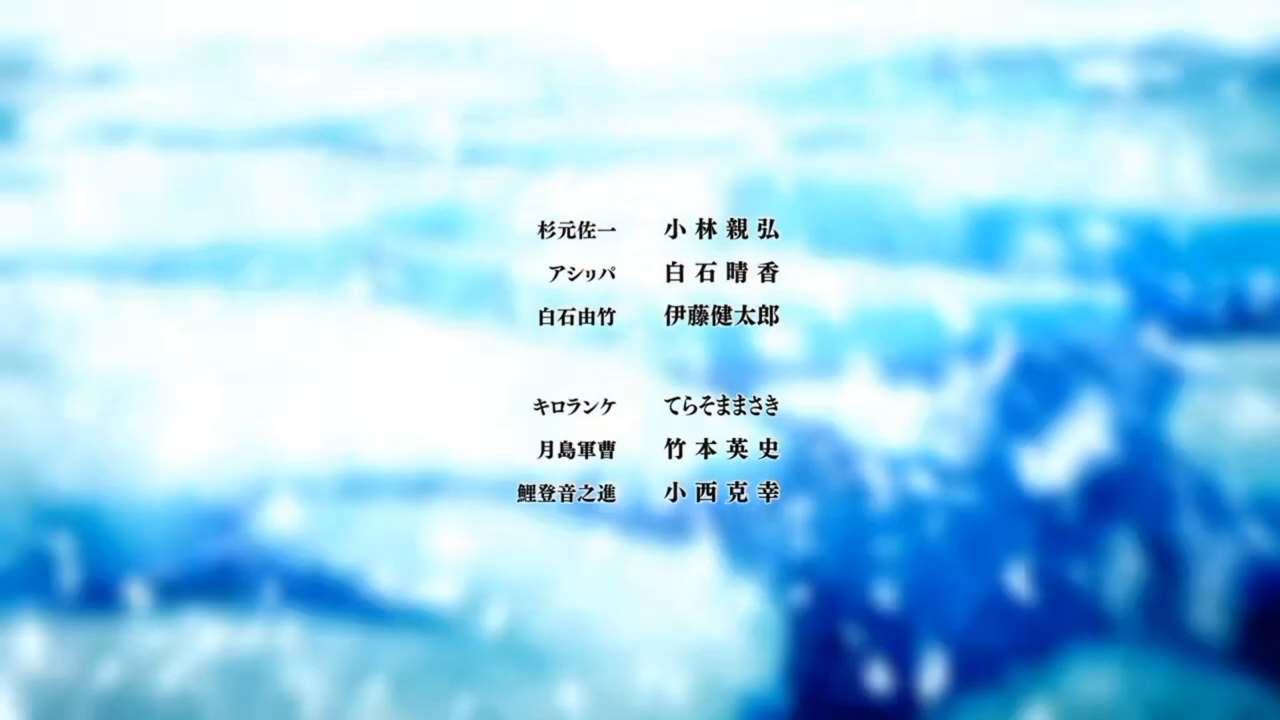 杉元佐一 小林親弘
アシㇼパ 白石晴香
白石由竹 伊藤健太郎
キロランケ てらそままさき
月島軍曹 竹本英史
鯉登音之進 小西克幸